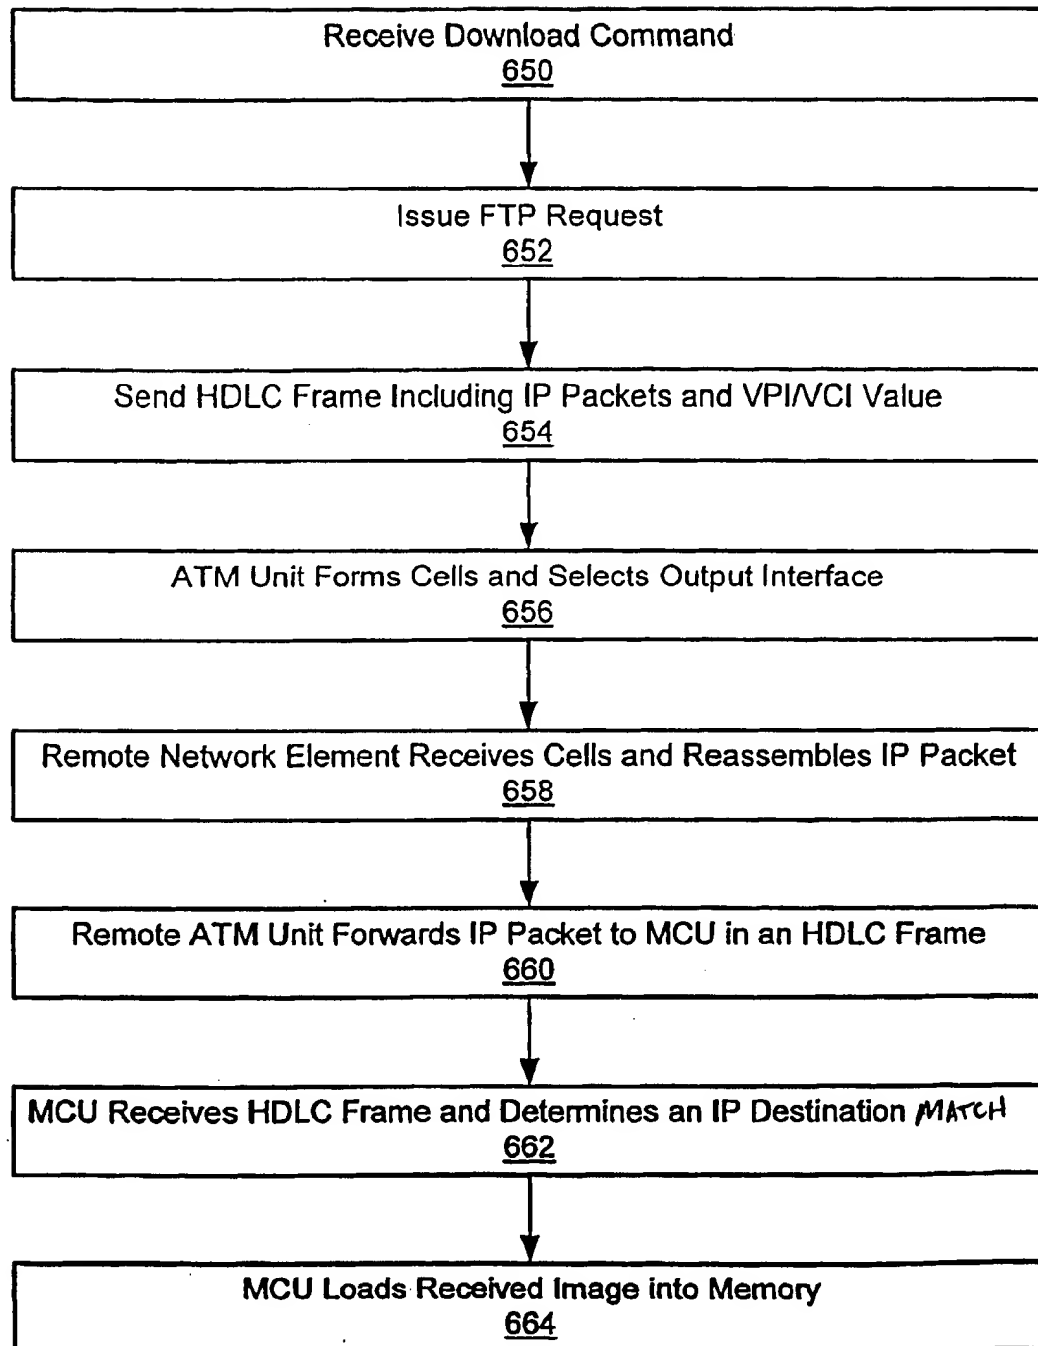 Receive Download Command
650
Issue FTP Request
652
Send HDLC Frame Including IP Packets and VPI/VCI Value
654
ATM Unit Forms Cells and Selects Output Interface
656
Remote Network Element Receives Cells and Reassembles IP Packet
658
Remote ATM Unit Forwards IP Packet to MCU in an HDLC Frame
660
MCU Receives HDLC Frame and Determines an IP Destination MATCH
662
MCU Loads Received Image into Memory
664